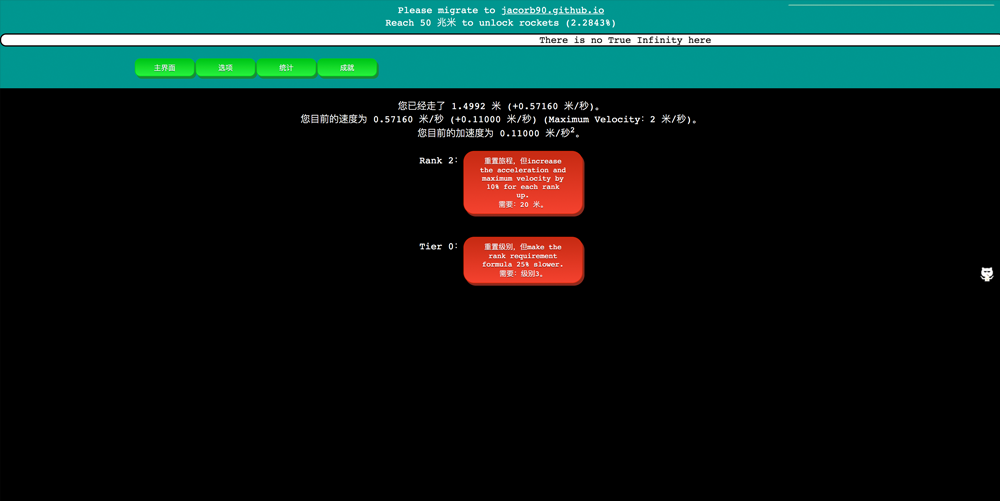 Please migrate to jacorb90.github.io
Reach 50 兆米 to unlock rockets (2.2843%)
There is no True Infinity here
主界面 选项 统计 成就
您已经走了 1.4992 米 (+0.57160 米/秒)。
您目前的速度为 0.57160 米/秒 (+0.11000 米/秒) (Maximum Velocity: 2 米/秒)。
您目前的加速度为 0.11000 米/秒²。
Rank 2:
重置旅程，但increase
the acceleration and
maximum velocity by
10% for each rank
up.
需要: 20 米。
Tier 0:
重置级别，但make the
rank requirement
formula 25% slower.
需要: 级别3。